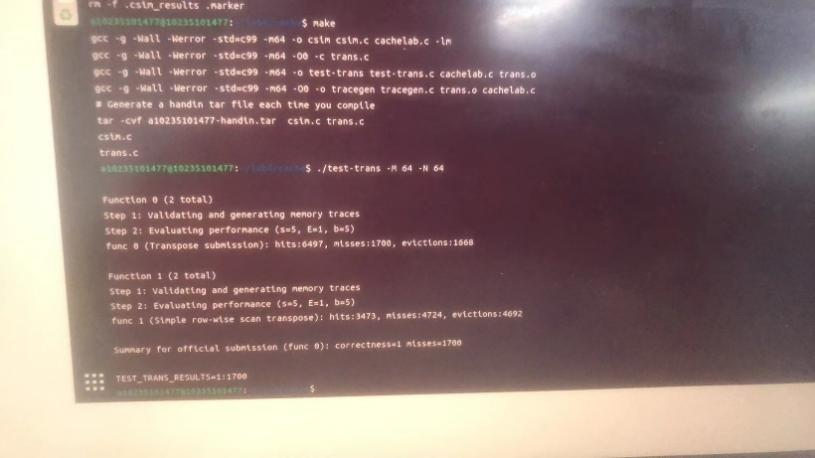 rm -f .csim_results .marker
a10235101477@10235101477:~/lab4/cache$ make
gcc -g -Wall -Werror -std=c99 -m64 -o csim csim.c cachelab.c -lm
gcc -g -Wall -Werror -std=c99 -m64 -O0 -c trans.c
gcc -g -Wall -Werror -std=c99 -m64 -o test-trans test-trans.c cachelab.c trans.o
gcc -g -Wall -Werror -std=c99 -m64 -O0 -o tracegen tracegen.c trans.o cachelab.c
# Generate a handin tar file each time you compile
tar -cvf a10235101477-handin.tar csim.c trans.c
csim.c
trans.c
a10235101477@10235101477:$ ./test-trans -M 64 -N 64
Function 0 (2 total)
Step 1: Validating and generating memory traces
Step 2: Evaluating performance (s=5, E=1, b=5)
func 0 (Transpose submission): hits:6497, misses:1700, evictions:1668
Function 1 (2 total)
Step 1: Validating and generating memory traces
Step 2: Evaluating performance (s=5, E=1, b=5)
func 1 (Simple row-wise scan transpose): hits:3473, misses:4724, evictions:4692
Summary for official submission (func 0): correctness=1 misses=1700
TEST_TRANS_RESULTS=1:1700
a10235101477@10235101477:$